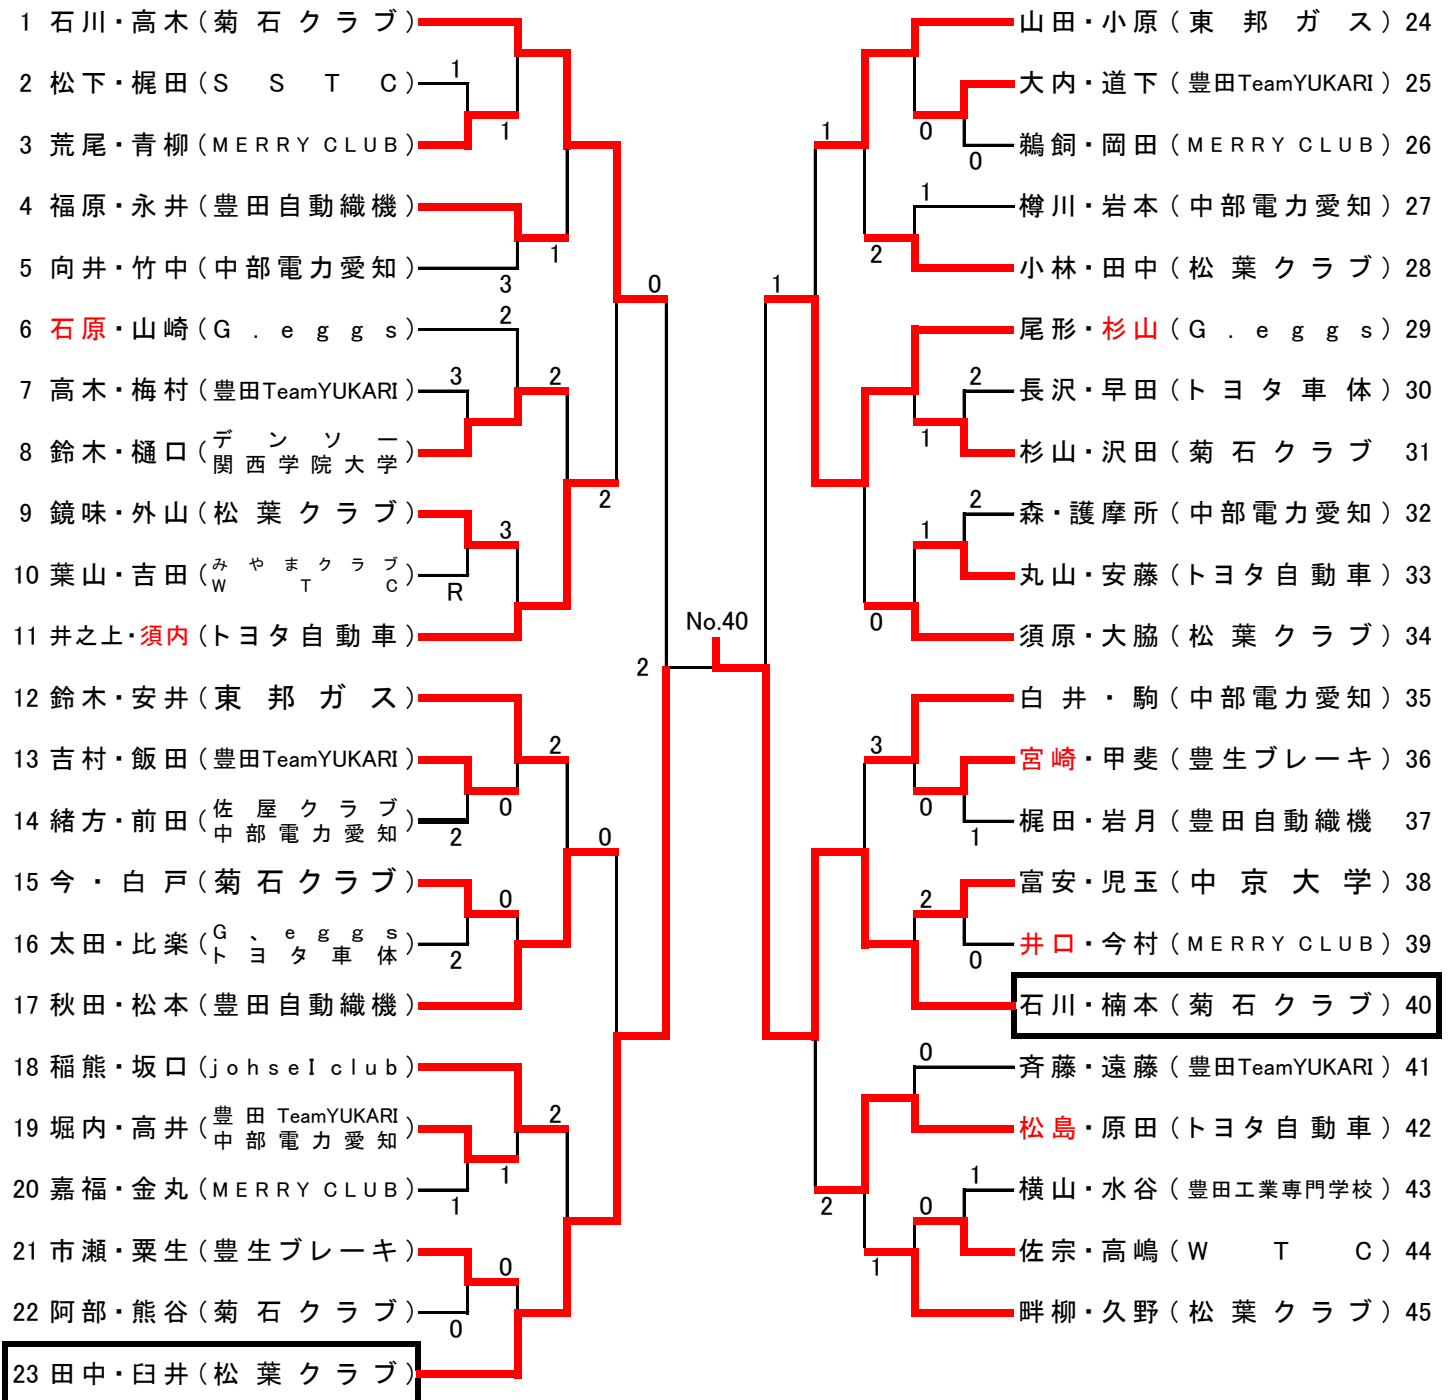 1 石川・高木(菊石クラブ)
2 松下・梶田(SSTC)
3 荒尾・青柳(MERRY CLUB)
4 福原・永井(豊田自動織機)
5 向井・竹中(中部電力愛知)
6 石原・山崎(G.eggs)
7 高木・梅村(豊田TeamYUKARI)
8 鈴木・樋口(デンソー
関西学院大学)
9 鏡味・外山(松葉クラブ)
10 葉山・吉田(みやまクラブ
WTC)
11 井之上・須内(トヨタ自動車)
12 鈴木・安井(東邦ガス)
13 吉村・飯田(豊田TeamYUKARI)
14 緒方・前田(佐屋クラブ
中部電力愛知)
15 今・白戸(菊石クラブ)
16 太田・比楽(G、eggs
トヨタ車体)
17 秋田・松本(豊田自動織機)
18 稲熊・坂口(johseI club)
19 堀内・高井(豊田TeamYUKARI
中部電力愛知)
20 嘉福・金丸(MERRY CLUB)
21 市瀬・粟生(豊生ブレーキ)
22 阿部・熊谷(菊石クラブ)
23 田中・臼井(松葉クラブ)
1
1
1
3
2
3
2
3
R
2
0
2
2
0
0
2
0
2
1
1
2
0
0
0
2
No.40
1
1
0
0
1
2
2
1
2
1
0
3
0
1
2
0
0
2
1
0
1
山田・小原(東邦ガス) 24
大内・道下(豊田TeamYUKARI) 25
鵜飼・岡田(MERRY CLUB) 26
樽川・岩本(中部電力愛知) 27
小林・田中(松葉クラブ) 28
尾形・杉山(G.eggs) 29
長沢・早田(トヨタ車体) 30
杉山・沢田(菊石クラブ 31
森・護摩所(中部電力愛知) 32
丸山・安藤(トヨタ自動車) 33
須原・大脇(松葉クラブ) 34
白井・駒(中部電力愛知) 35
宮崎・甲斐(豊生ブレーキ) 36
梶田・岩月(豊田自動織機 37
富安・児玉(中京大学) 38
井口・今村(MERRY CLUB) 39
石川・楠本(菊石クラブ) 40
斉藤・遠藤(豊田TeamYUKARI) 41
松島・原田(トヨタ自動車) 42
横山・水谷(豊田工業専門学校) 43
佐宗・高嶋(WTC) 44
畔柳・久野(松葉クラブ) 45